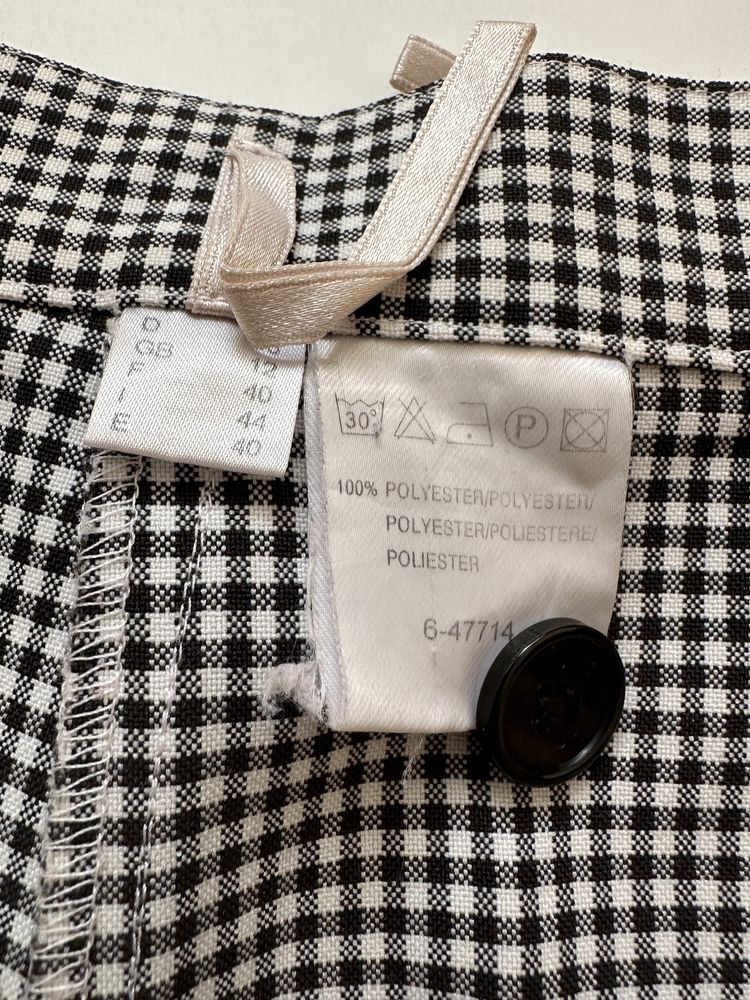 D
GB 12
F 40
I 44
E 40
30°
P
100% POLYESTER/POLYESTER/
POLYESTER/POLIESTERE/
POLIESTER
6-47714